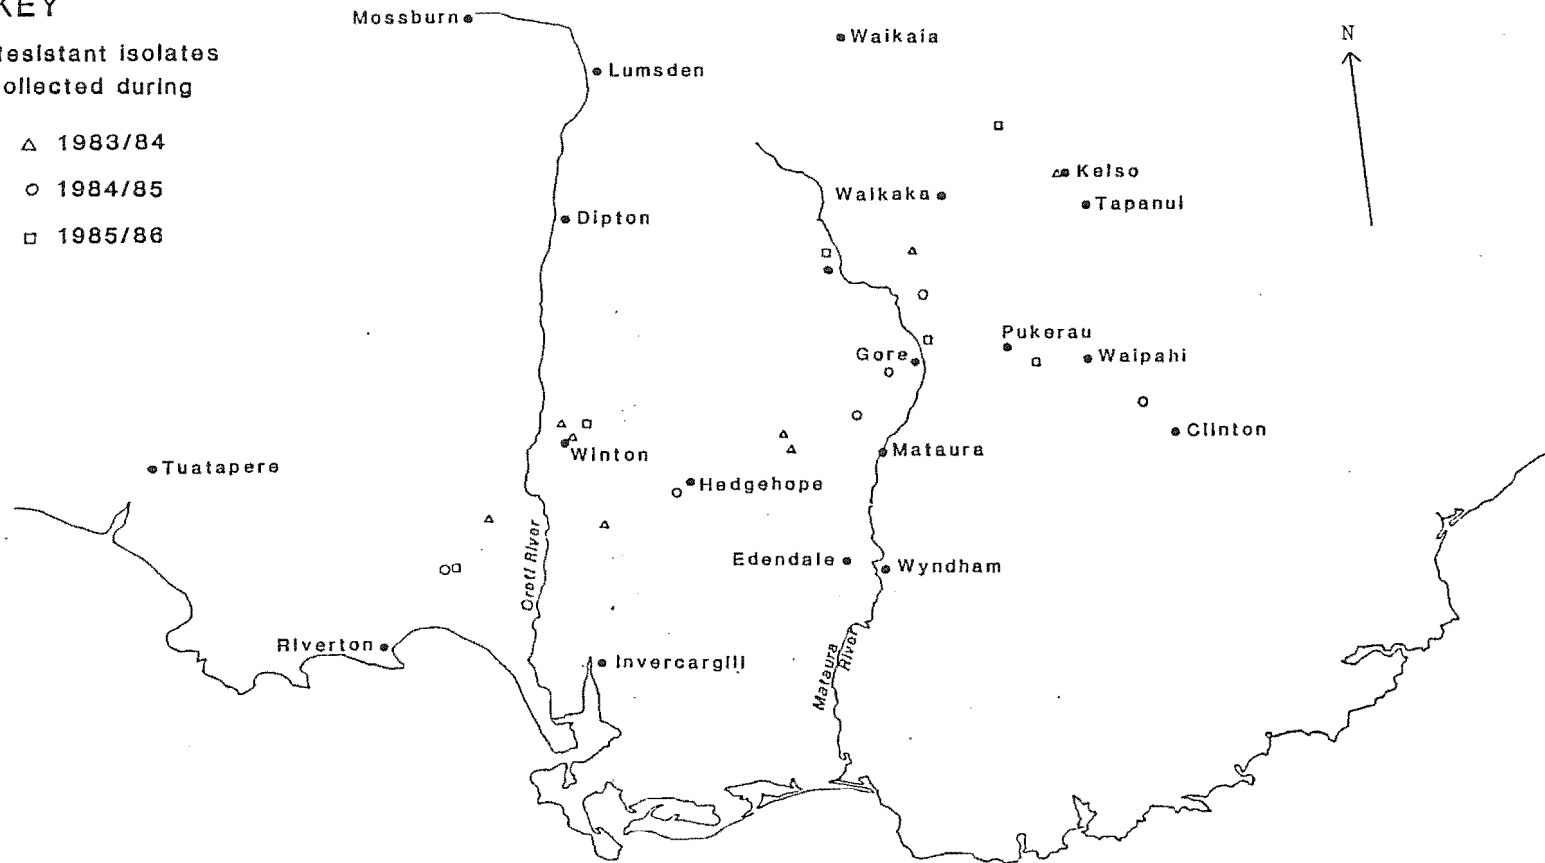 KEY
Resistant isolates
collected during
1983/84
1984/85
1985/86
Mossburn
Lumsden
Waikaia
N
Kelso
Waikaka
Tapanui
Dipton
Pukerau
Gore
Waipahi
Clinton
Winton
Mataura
Tuatapere
Hedgehope
Oreti River
Edendale
Wyndham
Riverton
Invercargill
Mataura
River